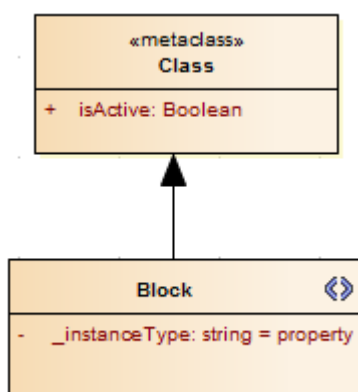 «metaclass»
Class
+ isActive: Boolean
Block
- _instanceType: string = property